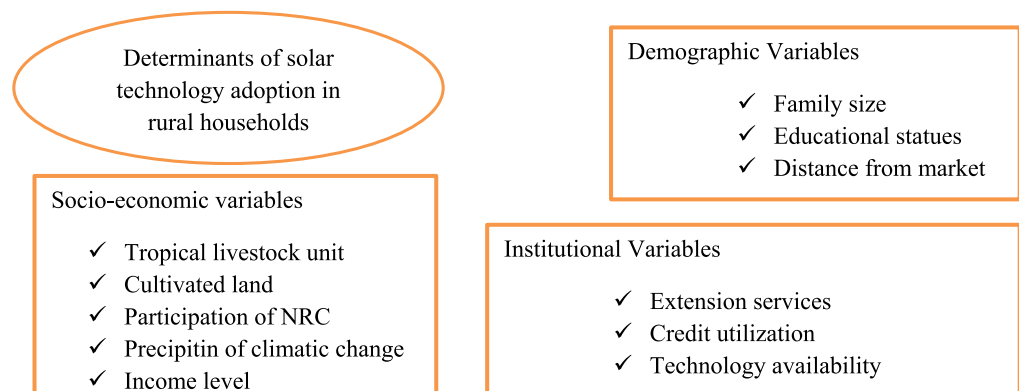 Determinants of solar
technology adoption in
rural households
Demographic Variables
✓ Family size
✓ Educational statues
✓ Distance from market
Socio-economic variables
✓ Tropical livestock unit
✓ Cultivated land
✓ Participation of NRC
✓ Precipitin of climatic change
✓ Income level
Institutional Variables
✓ Extension services
✓ Credit utilization
✓ Technology availability